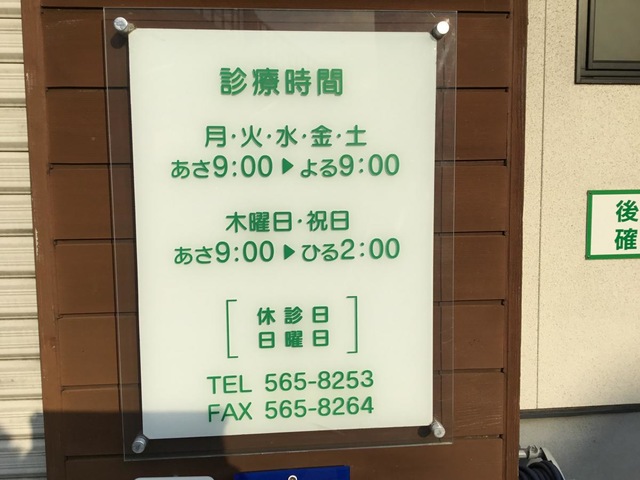 診療時間
月・火・水・金・土
あさ9:00▶よる9:00
木曜日・祝日
あさ9:00▶ひる2:00
休診日
日曜日
TEL 565-8253
FAX 565-8264
後
確